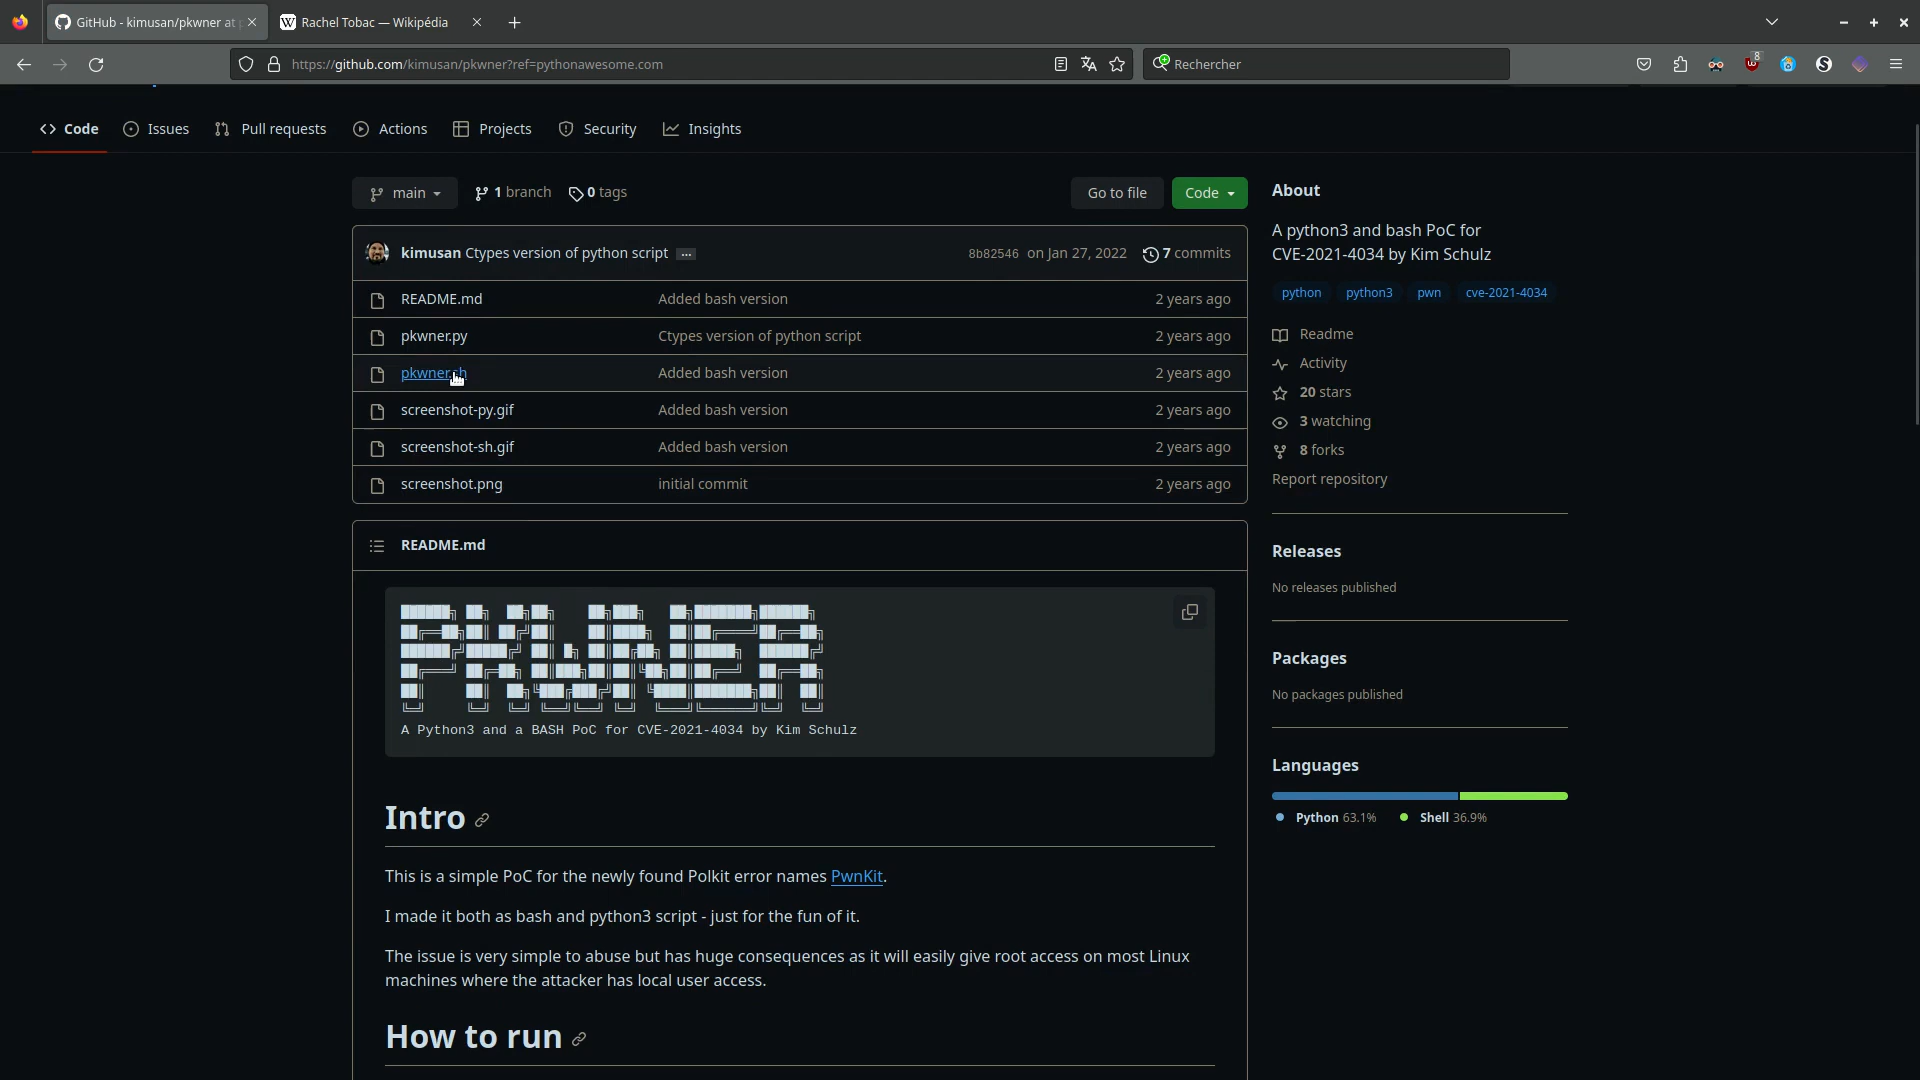 GitHub - kimusan/pkwner at
Rachel Tobac — Wikipédia
https://github.com/kimusan/pkwner?ref=pythonawesome.com
Rechercher
8
Code
Issues
Pull requests
Actions
Projects
Security
Insights
main
1 branch
0 tags
Go to file
Code
kimusan Ctypes version of python script ...
8b82546 on Jan 27, 2022
7 commits
README.md Added bash version 2 years ago
pkwner.py Ctypes version of python script 2 years ago
pkwner.sh Added bash version 2 years ago
screenshot-py.gif Added bash version 2 years ago
screenshot-sh.gif Added bash version 2 years ago
screenshot.png initial commit 2 years ago
README.md
PKWNER
A Python3 and a BASH PoC for CVE-2021-4034 by Kim Schulz
Intro
This is a simple PoC for the newly found Polkit error names PwnKit.
I made it both as bash and python3 script - just for the fun of it.
The issue is very simple to abuse but has huge consequences as it will easily give root access on most Linux
machines where the attacker has local user access.
How to run
About
A python3 and bash PoC for
CVE-2021-4034 by Kim Schulz
python python3 pwn cve-2021-4034
Readme
Activity
20 stars
3 watching
8 forks
Report repository
Releases
No releases published
Packages
No packages published
Languages
Python 63.1% Shell 36.9%